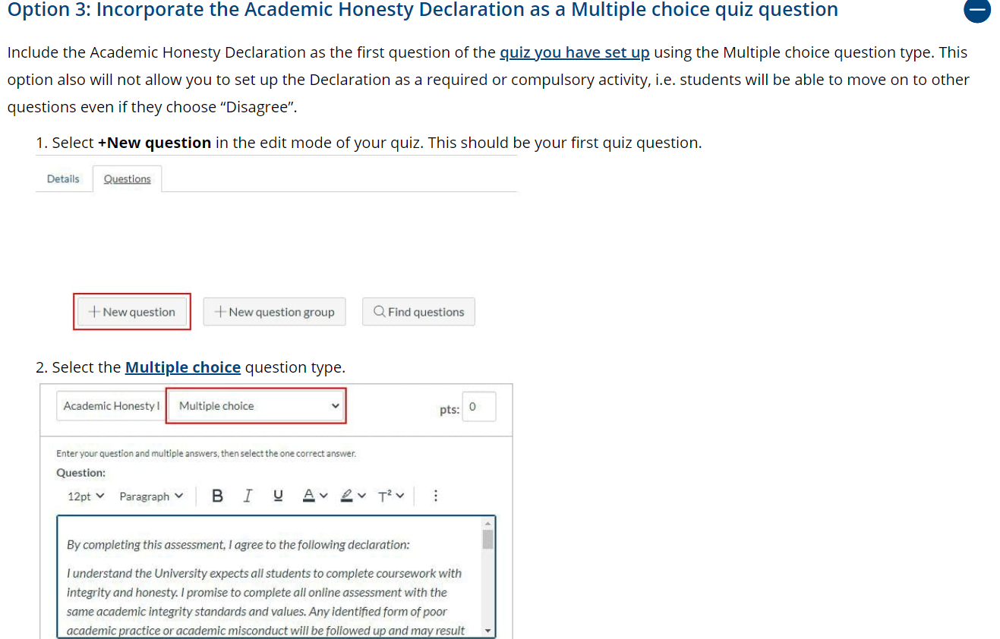 Option 3: Incorporate the Academic Honesty Declaration as a Multiple choice quiz question
Include the Academic Honesty Declaration as the first question of the quiz you have set up using the Multiple choice question type. This
option also will not allow you to set up the Declaration as a required or compulsory activity, i.e. students will be able to move on to other
questions even if they choose “Disagree”.
1. Select +New question in the edit mode of your quiz. This should be your first quiz question.
Details Questions
+ New question + New question group Find questions
2. Select the Multiple choice question type.
Academic Honesty I Multiple choice pts: 0
Enter your question and multiple answers, then select the one correct answer.
Question:
12pt Paragraph B I U A T²
By completing this assessment, I agree to the following declaration:
I understand the University expects all students to complete coursework with
integrity and honesty. I promise to complete all online assessment with the
same academic integrity standards and values. Any identified form of poor
academic practice or academic misconduct will be followed up and may result